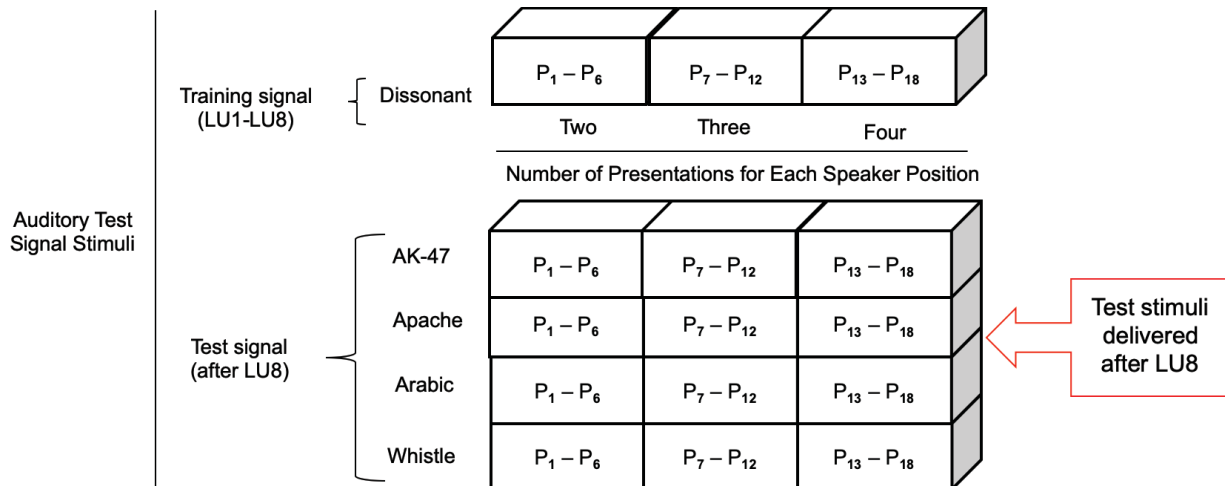 Auditory Test
Signal Stimuli
Training signal
(LU1-LU8)
Dissonant
P1 – P6
P7 – P12
P13 – P18
Two
Three
Four
Number of Presentations for Each Speaker Position
Test signal
(after LU8)
AK-47
P1 – P6
P7 – P12
P13 – P18
Apache
P1 – P6
P7 – P12
P13 – P18
Arabic
P1 – P6
P7 – P12
P13 – P18
Whistle
P1 – P6
P7 – P12
P13 – P18
Test stimuli
delivered
after LU8